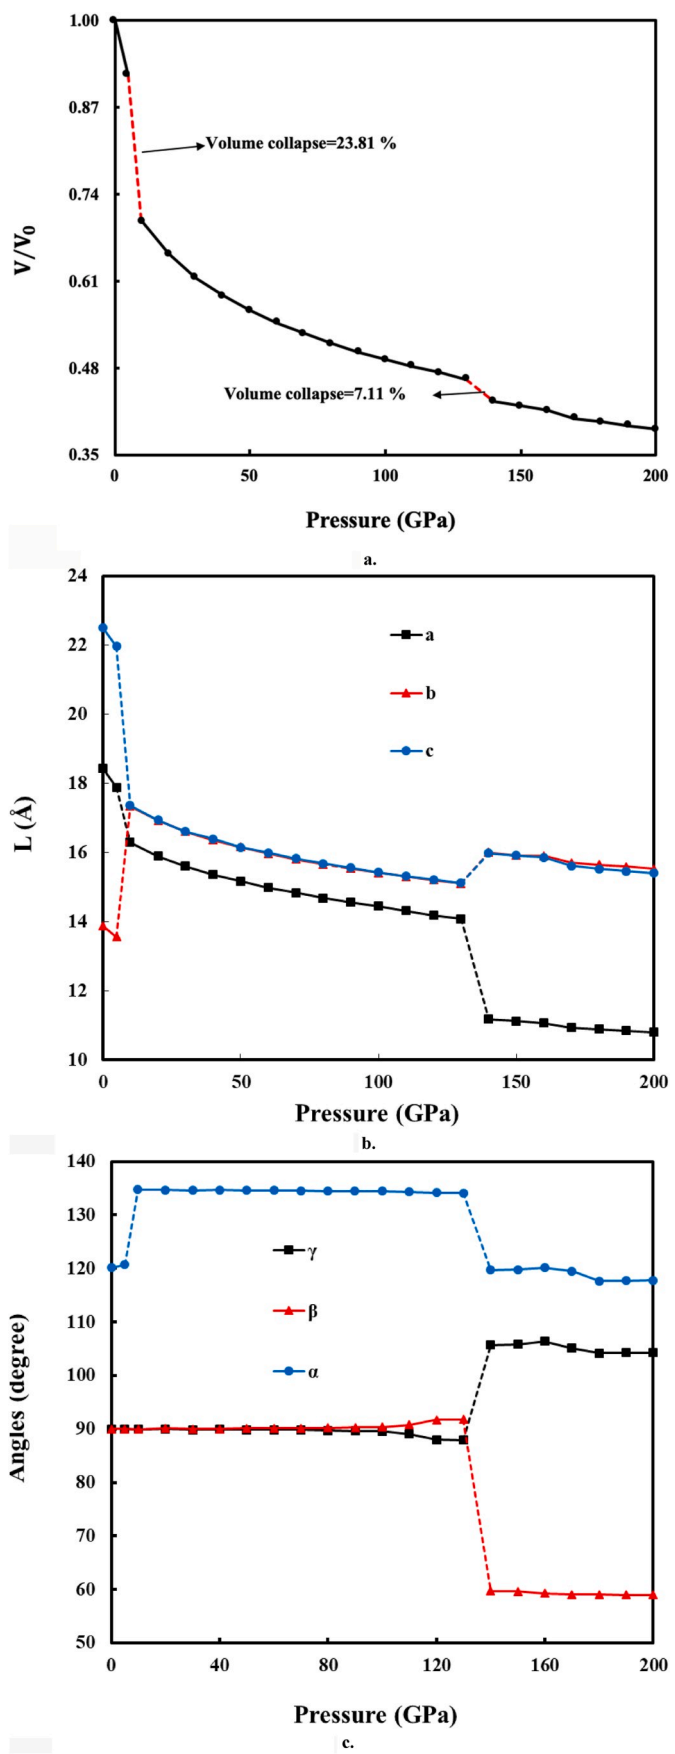 1.00
0.87
0.74
0.61
0.48
0.35
V/V₀
Volume collapse=23.81 %
Volume collapse=7.11 %
0 50 100 150 200
Pressure (GPa)
a.
24
22
20
18
16
14
12
10
L (Å)
a
b
c
0 50 100 150 200
Pressure (GPa)
b.
140
130
120
110
100
90
80
70
60
50
Angles (degree)
γ
β
α
0 40 80 120 160 200
Pressure (GPa)
c.